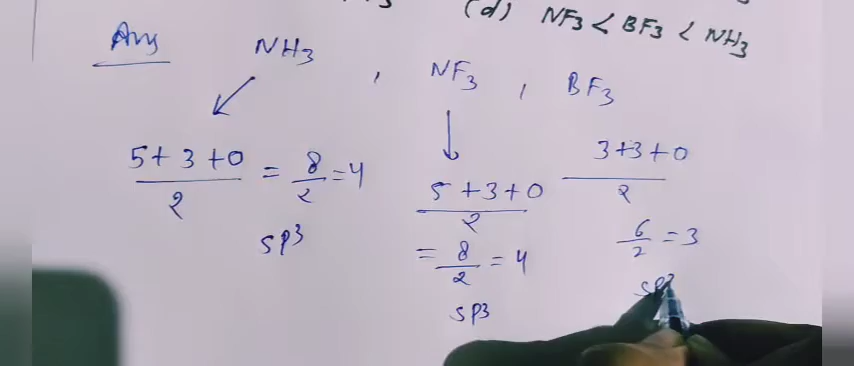 (d) NF3 < BF3 < NH3
Ans
NH3 , NF3 , BF3
5+3+0/2 = 8/2 = 4
sp3
5+3+0/2
= 8/2 = 4
sp3
3+3+0/2
6/2 = 3